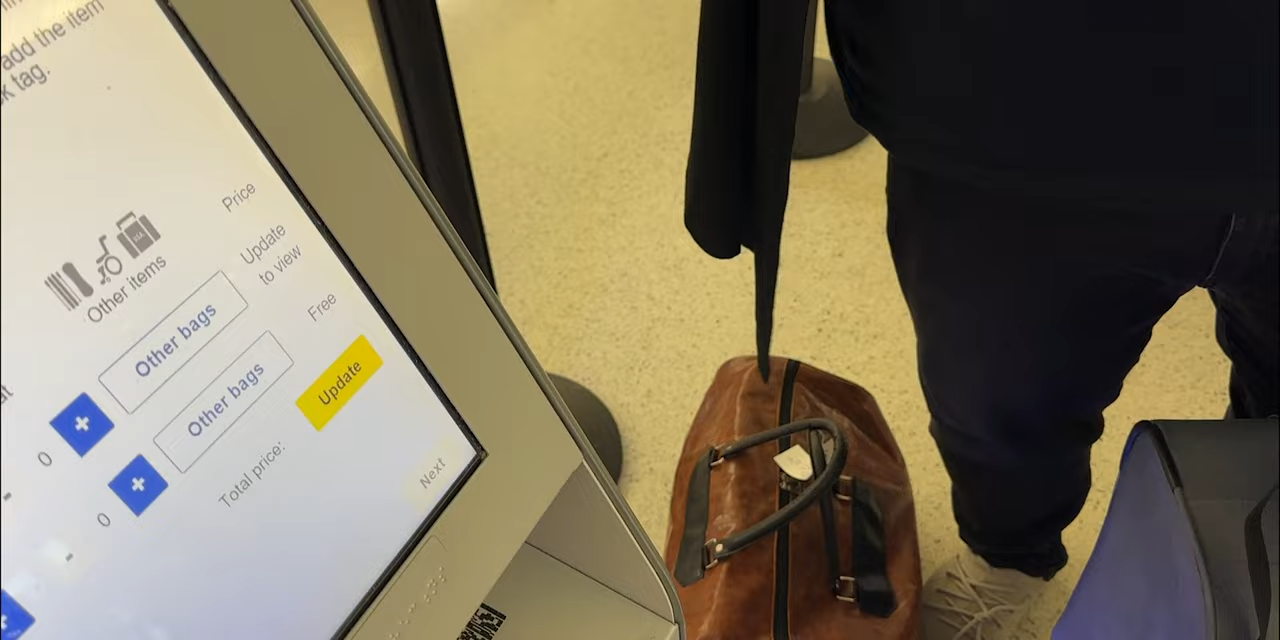 add the item
k tag.
Price
Other items
Update
to view
Other bags
Free
Other bags
Update
0
0
Total price:
Next